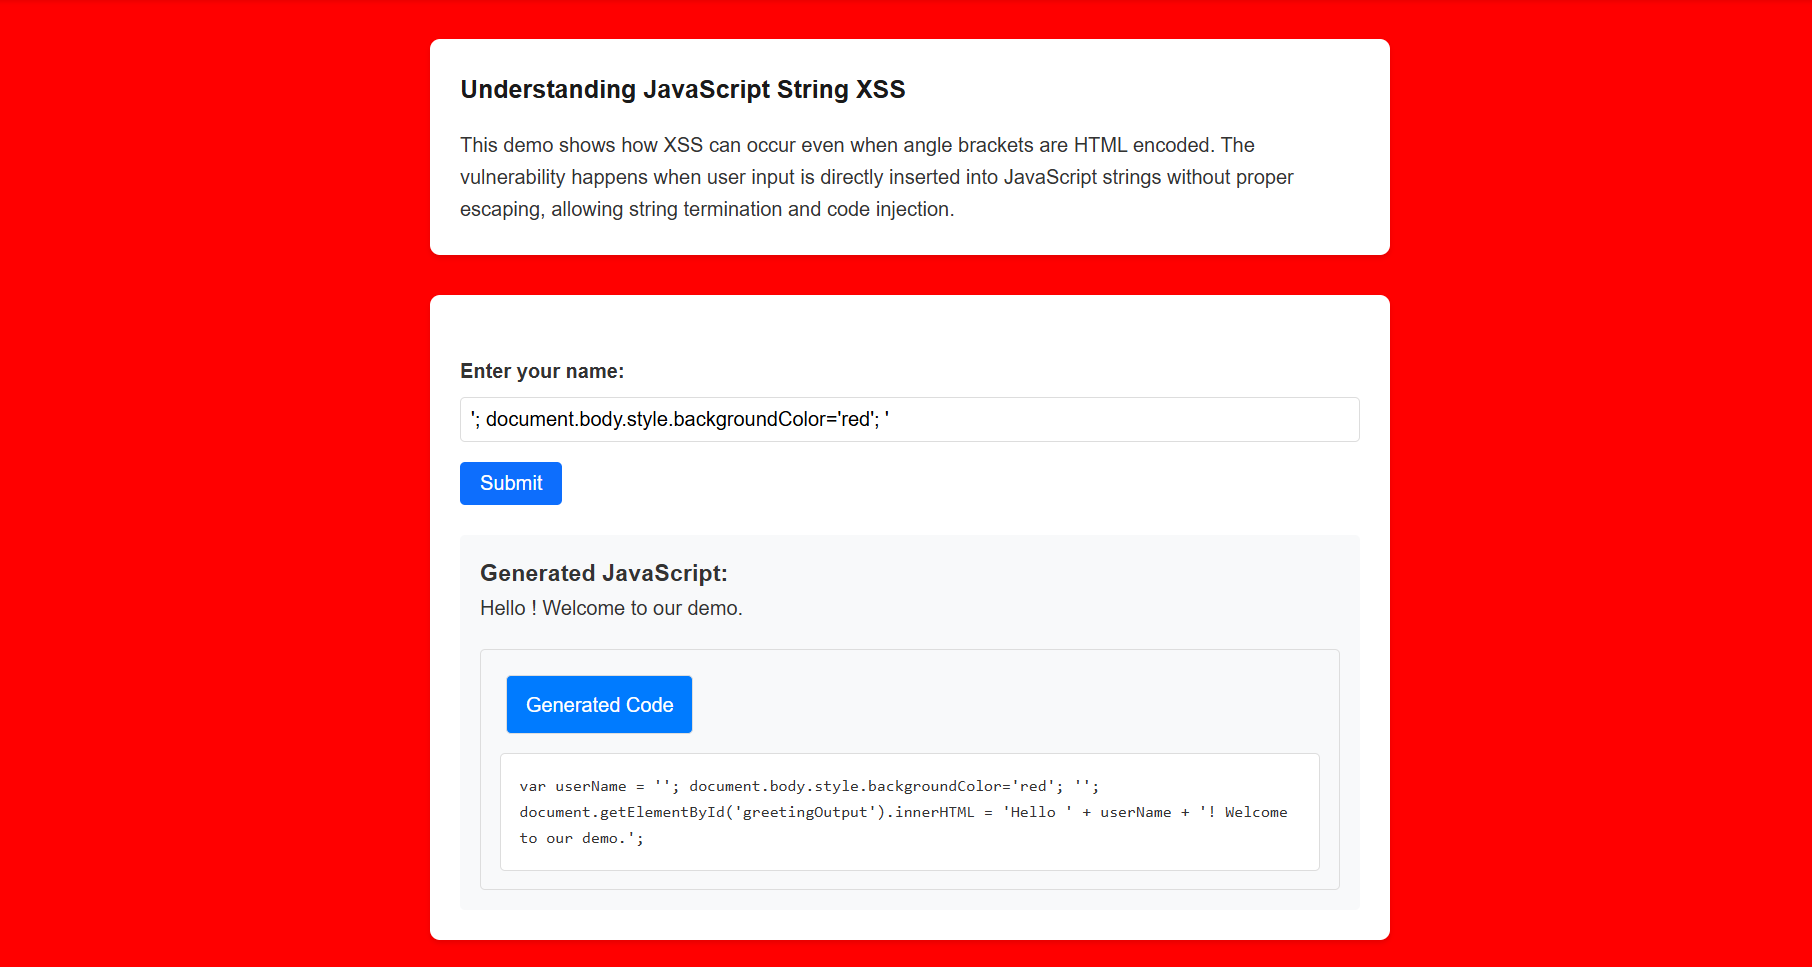 Understanding JavaScript String XSS
This demo shows how XSS can occur even when angle brackets are HTML encoded. The
vulnerability happens when user input is directly inserted into JavaScript strings without proper
escaping, allowing string termination and code injection.
Enter your name:
'; document.body.style.backgroundColor='red'; '
Submit
Generated JavaScript:
Hello ! Welcome to our demo.
Generated Code
var userName = ''; document.body.style.backgroundColor='red'; '';
document.getElementById('greetingOutput').innerHTML = 'Hello ' + userName + '! Welcome
to our demo.';